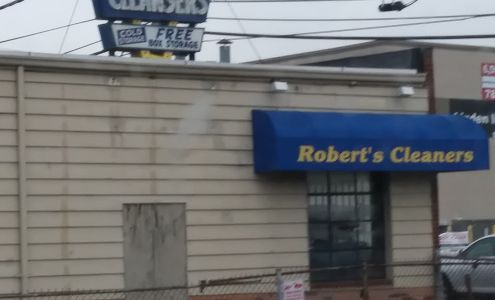 CLEANSERS
COLD
STORAGE
FREE
BOX STORAGE
Robert's Cleaners